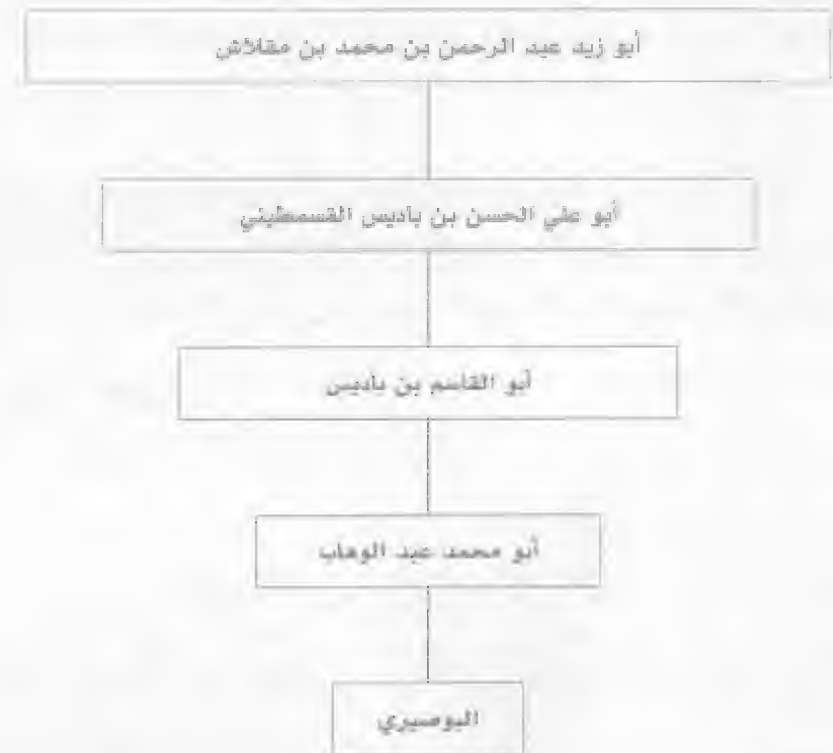 أبو زيد عبد الرحمن بن محمد بن مقلاش
أبو علي الحسن بن باديس القسمطيني
أبو القاسم بن باديس
أبو محمد عبد الوهاب
البوصيري